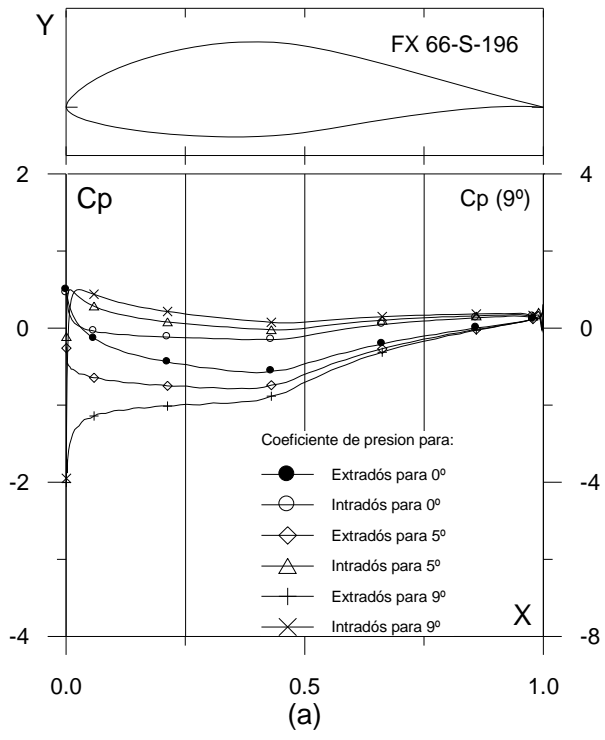 Y
FX 66-S-196
2
4
Cp
Cp (9º)
0
0
Coeficiente de presion para:
Extradós para 0º
Intradós para 0º
-2
-4
Extradós para 5º
Intradós para 5º
Extradós para 9º
Intradós para 9º
X
-4
-8
0.0
0.5
1.0
(a)